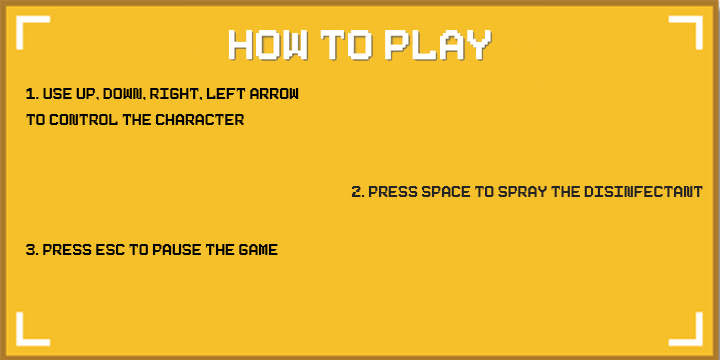 HOW TO PLAY
1. USE UP, DOWN, RIGHT, LEFT ARROW
TO CONTROL THE CHARACTER
2. PRESS SPACE TO SPRAY THE DISINFECTANT
3. PRESS ESC TO PAUSE THE GAME